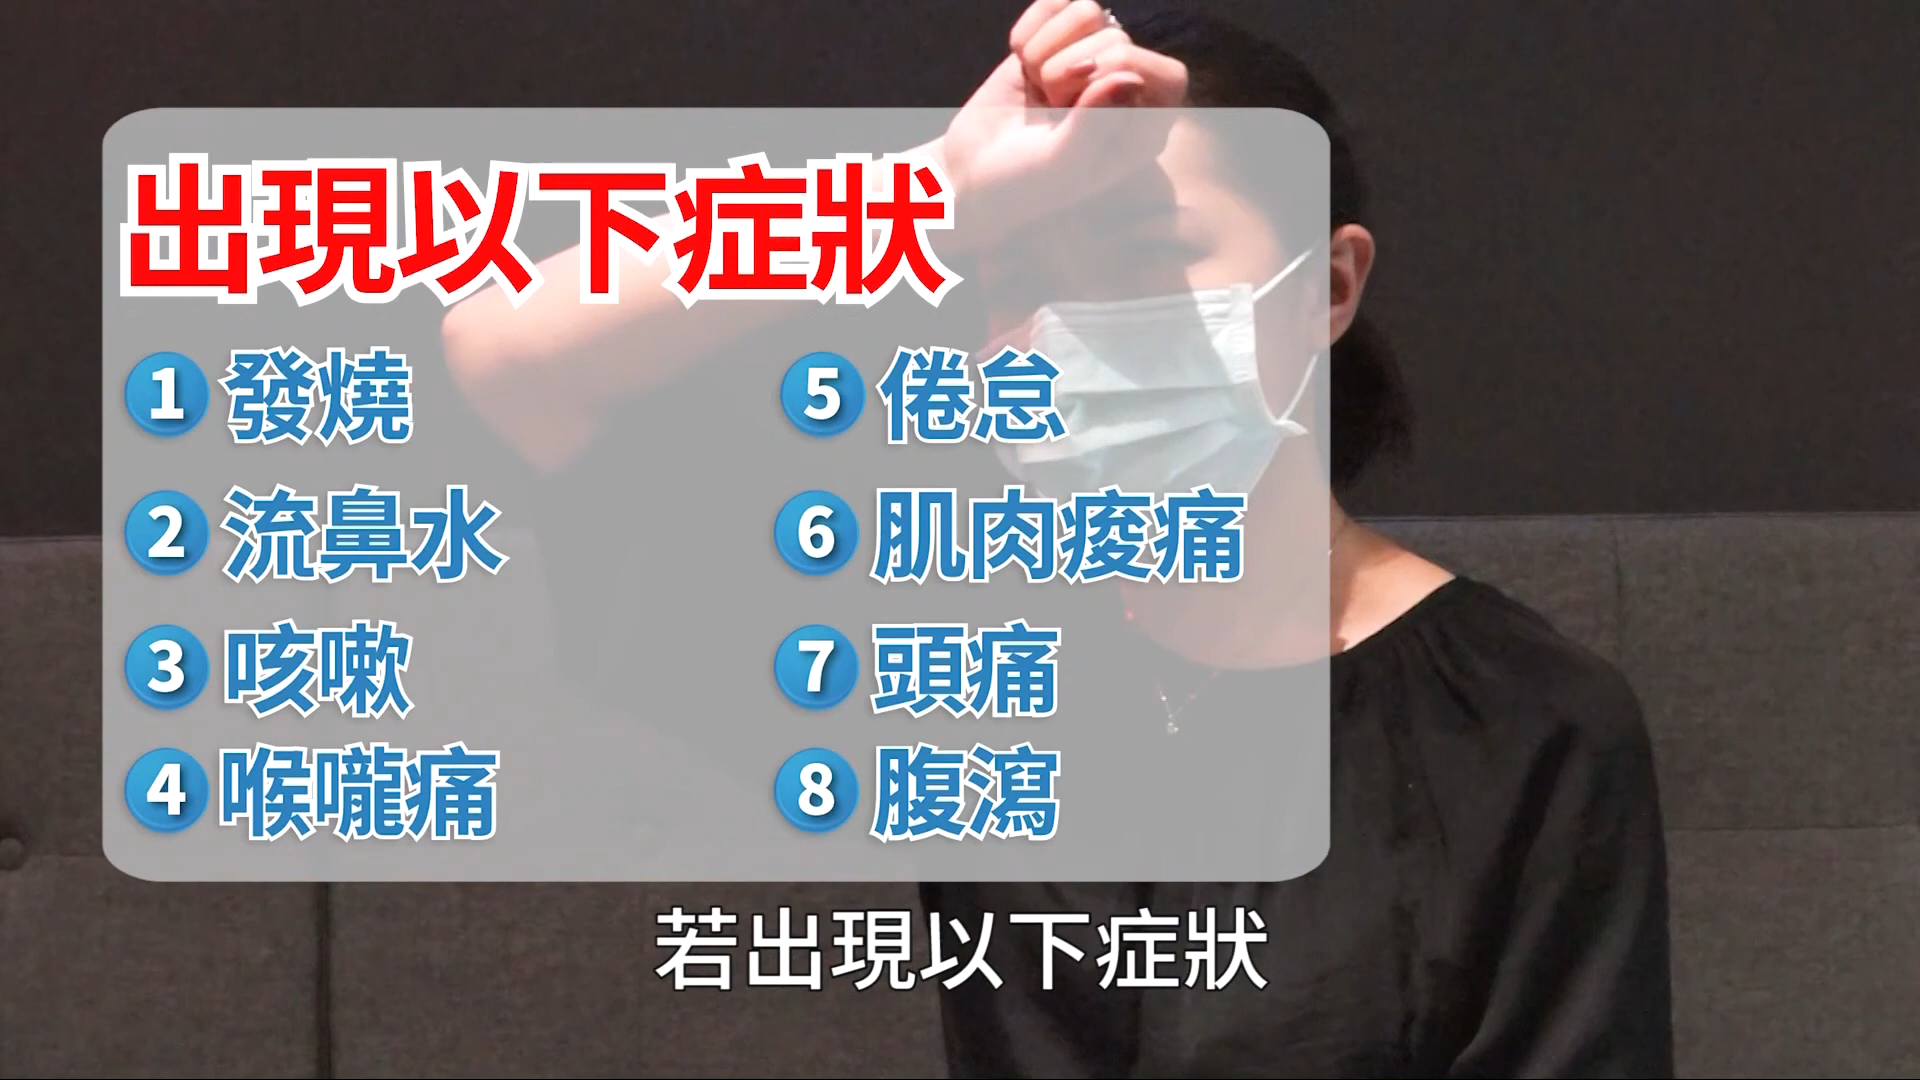 出現以下症狀
1 發燒
2 流鼻水
3 咳嗽
4 喉嚨痛
5 倦怠
6 肌肉痠痛
7 頭痛
8 腹瀉
若出現以下症狀